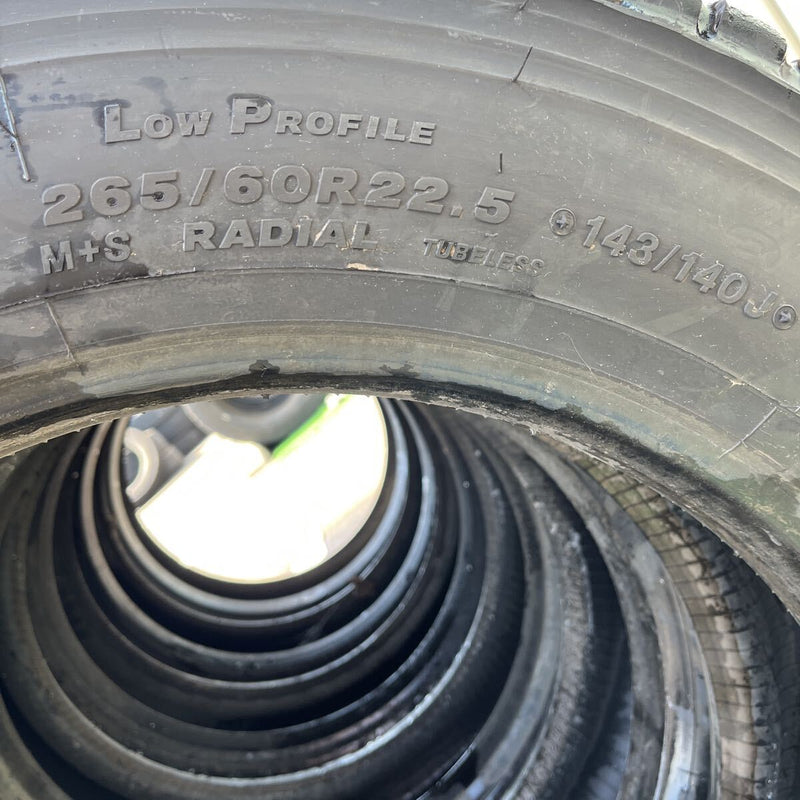 LOW PROFILE
265/60R22.5 143/140J
M+S RADIAL TUBELESS